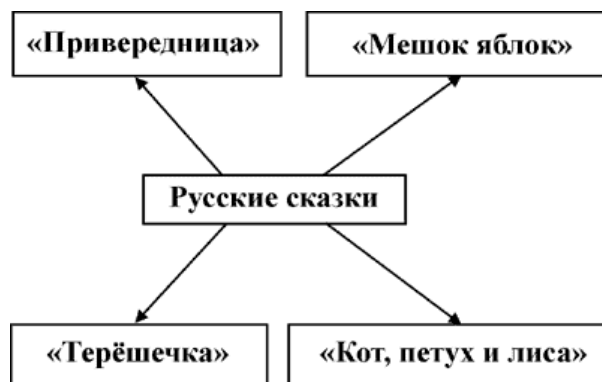 «Привередница»
«Мешок яблок»
Русские сказки
«Терёшечка»
«Кот, петух и лиса»